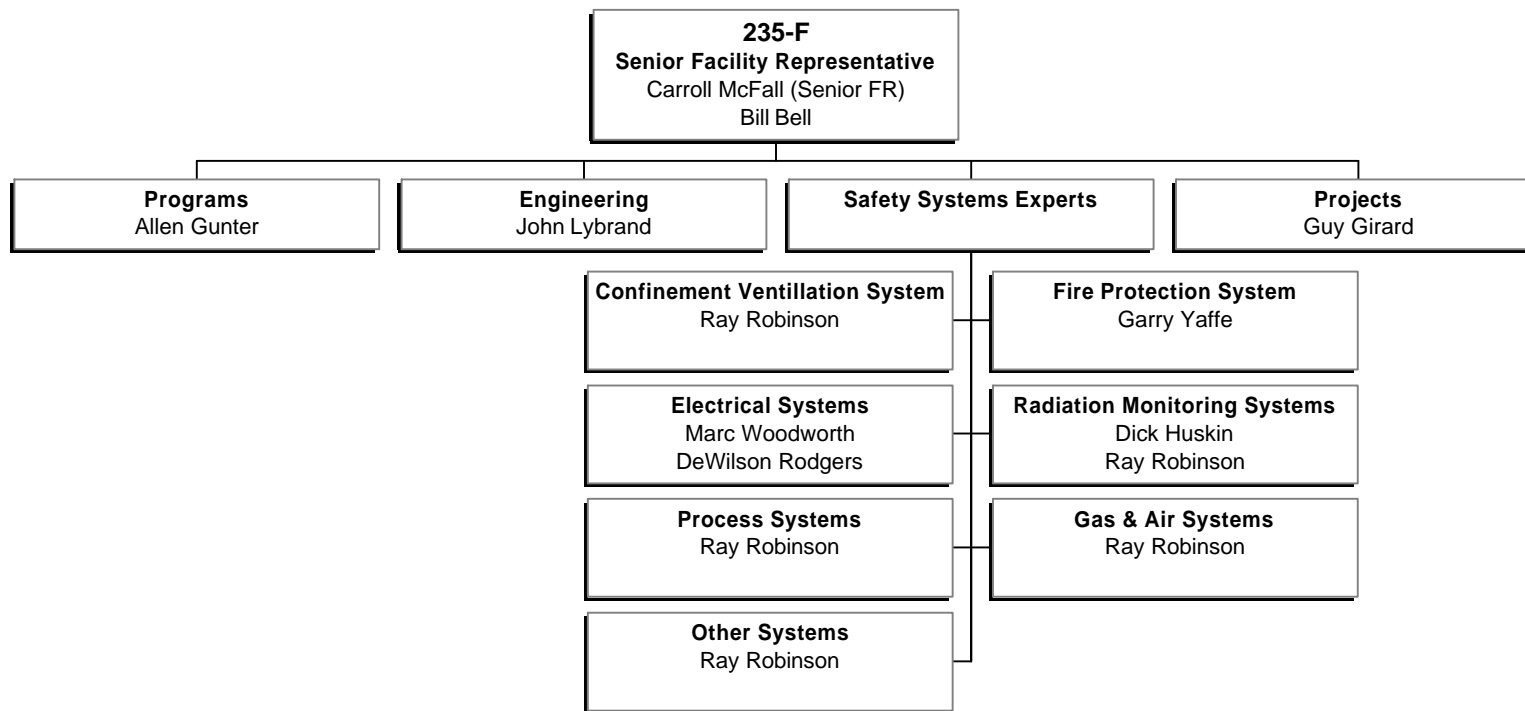 235-F
Senior Facility Representative
Carroll McFall (Senior FR)
Bill Bell
Programs
Allen Gunter
Engineering
John Lybrand
Safety Systems Experts
Projects
Guy Girard
Confinement Ventillation System
Ray Robinson
Fire Protection System
Garry Yaffe
Electrical Systems
Marc Woodworth
DeWilson Rodgers
Radiation Monitoring Systems
Dick Huskin
Ray Robinson
Process Systems
Ray Robinson
Gas & Air Systems
Ray Robinson
Other Systems
Ray Robinson